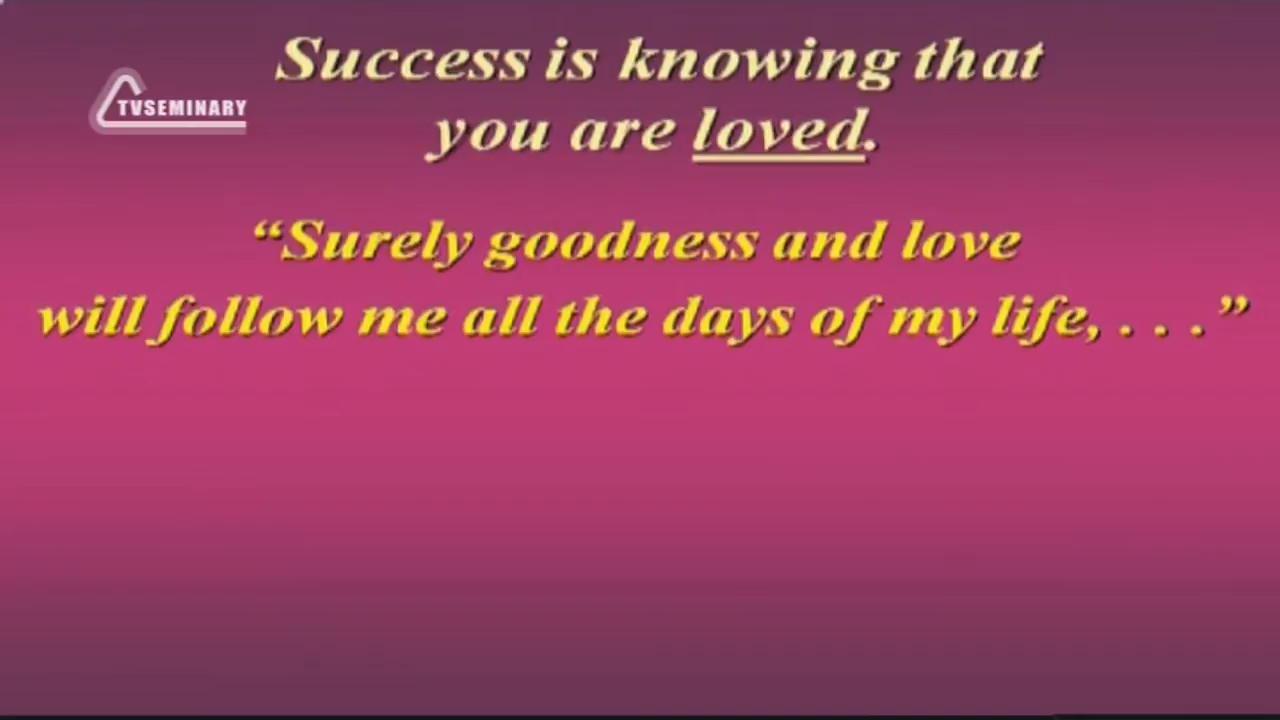 Success is knowing that
TVSEMINARY
you are loved.
“Surely goodness and love
will follow me all the days of my life, . . .”